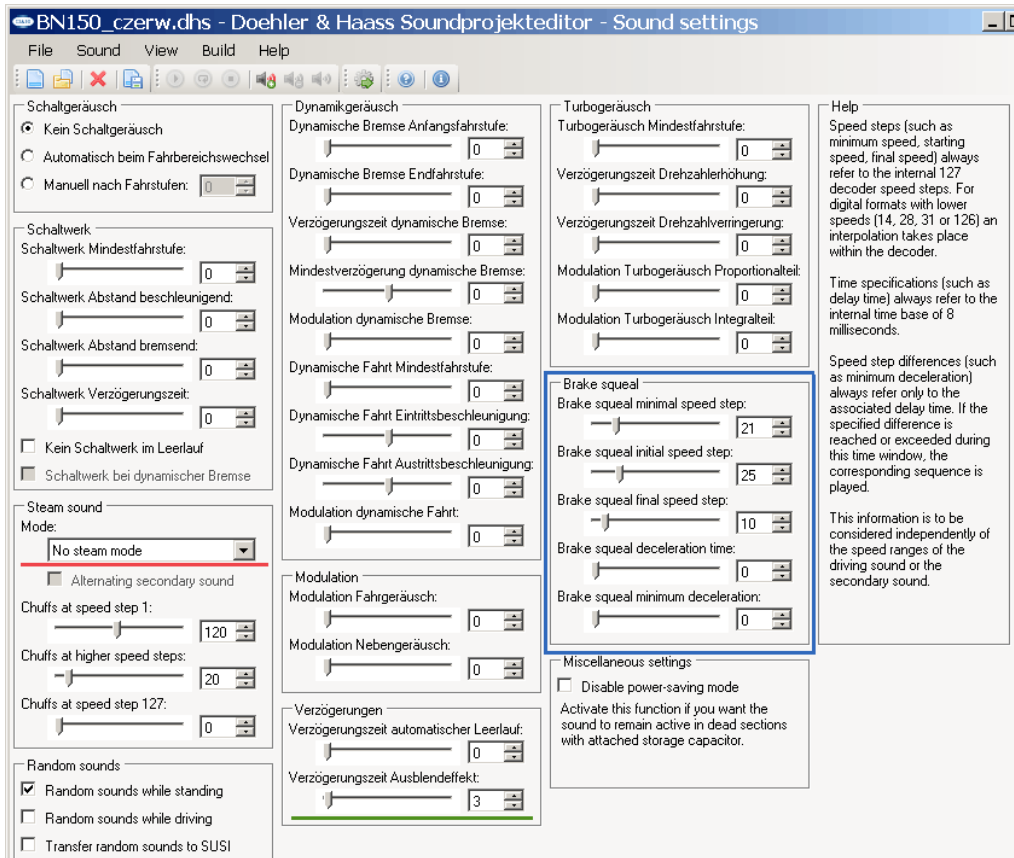 BN150_czerw.dhs - Doehler & Haass Soundprojekteditor - Sound settings
File Sound View Build Help
Schaltgeräusch
Kein Schaltgeräusch
Automatisch beim Fahrbereichswechsel
Manuell nach Fahrstufen: 0
Schaltwerk
Schaltwerk Mindestfahrstufe:
0
Schaltwerk Abstand beschleunigend:
0
Schaltwerk Abstand bremsend:
0
Schaltwerk Verzögerungszeit:
0
Kein Schaltwerk im Leerlauf
Schaltwerk bei dynamischer Bremse
Steam sound
Mode:
No steam mode
Alternating secondary sound
Chuffs at speed step 1:
120
Chuffs at higher speed steps:
20
Chuffs at speed step 127:
0
Random sounds
Random sounds while standing
Random sounds while driving
Transfer random sounds to SUSI
Dynamikgeräusch
Dynamische Bremse Anfangsfahrstufe:
0
Dynamische Bremse Endfahrstufe:
0
Verzögerungszeit dynamische Bremse:
0
Mindestverzögerung dynamische Bremse:
0
Modulation dynamische Bremse:
0
Dynamische Fahrt Mindestfahrstufe:
0
Dynamische Fahrt Eintrittsbeschleunigung:
0
Dynamische Fahrt Austrittsbeschleunigung:
0
Modulation dynamische Fahrt:
0
Modulation
Modulation Fahrgeräusch:
0
Modulation Nebengeräusch:
0
Verzögerungen
Verzögerungszeit automatischer Leerlauf:
0
Verzögerungszeit Ausblendeffekt:
3
Turbogeräusch
Turbogeräusch Mindestfahrstufe:
0
Verzögerungszeit Drehzahlerhöhung:
0
Verzögerungszeit Drehzahlverringerung:
0
Modulation Turbogeräusch Proportionalteil:
0
Modulation Turbogeräusch Integralteil:
0
Brake squeal
Brake squeal minimal speed step:
21
Brake squeal initial speed step:
25
Brake squeal final speed step:
10
Brake squeal deceleration time:
0
Brake squeal minimum deceleration:
0
Miscellaneous settings
Disable power-saving mode
Activate this function if you want the
sound to remain active in dead sections
with attached storage capacitor.
Help
Speed steps (such as
minimum speed, starting
speed, final speed) always
refer to the internal 127
decoder speed steps. For
digital formats with lower
speeds (14, 28, 31 or 126) an
interpolation takes place
within the decoder.
Time specifications (such as
delay time) always refer to the
internal time base of 8
milliseconds.
Speed step differences (such
as minimum deceleration)
always refer only to the
associated delay time. If the
specified difference is
reached or exceeded during
this time window, the
corresponding sequence is
played.
This information is to be
considered independently of
the speed ranges of the
driving sound or the
secondary sound.